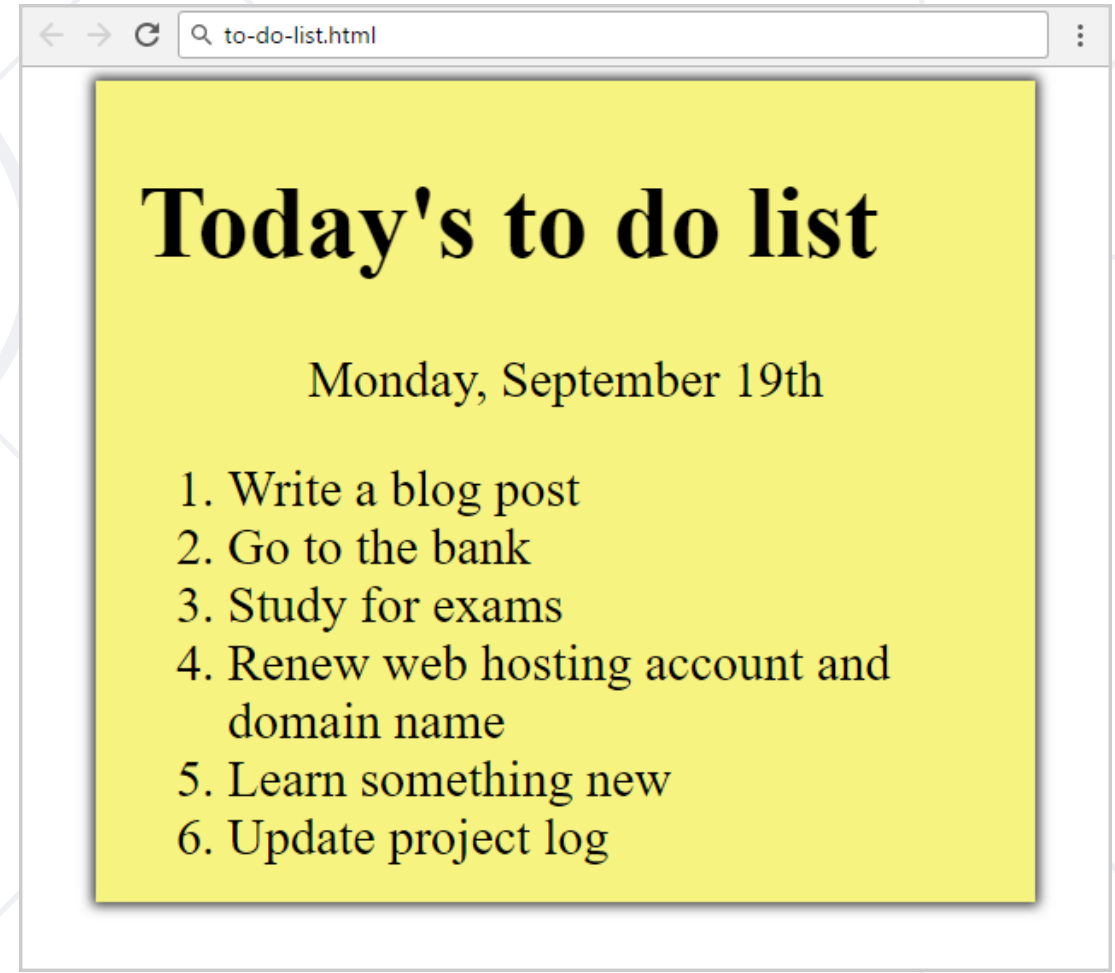 to-do-list.html
Today's to do list
Monday, September 19th
1. Write a blog post
2. Go to the bank
3. Study for exams
4. Renew web hosting account and
domain name
5. Learn something new
6. Update project log